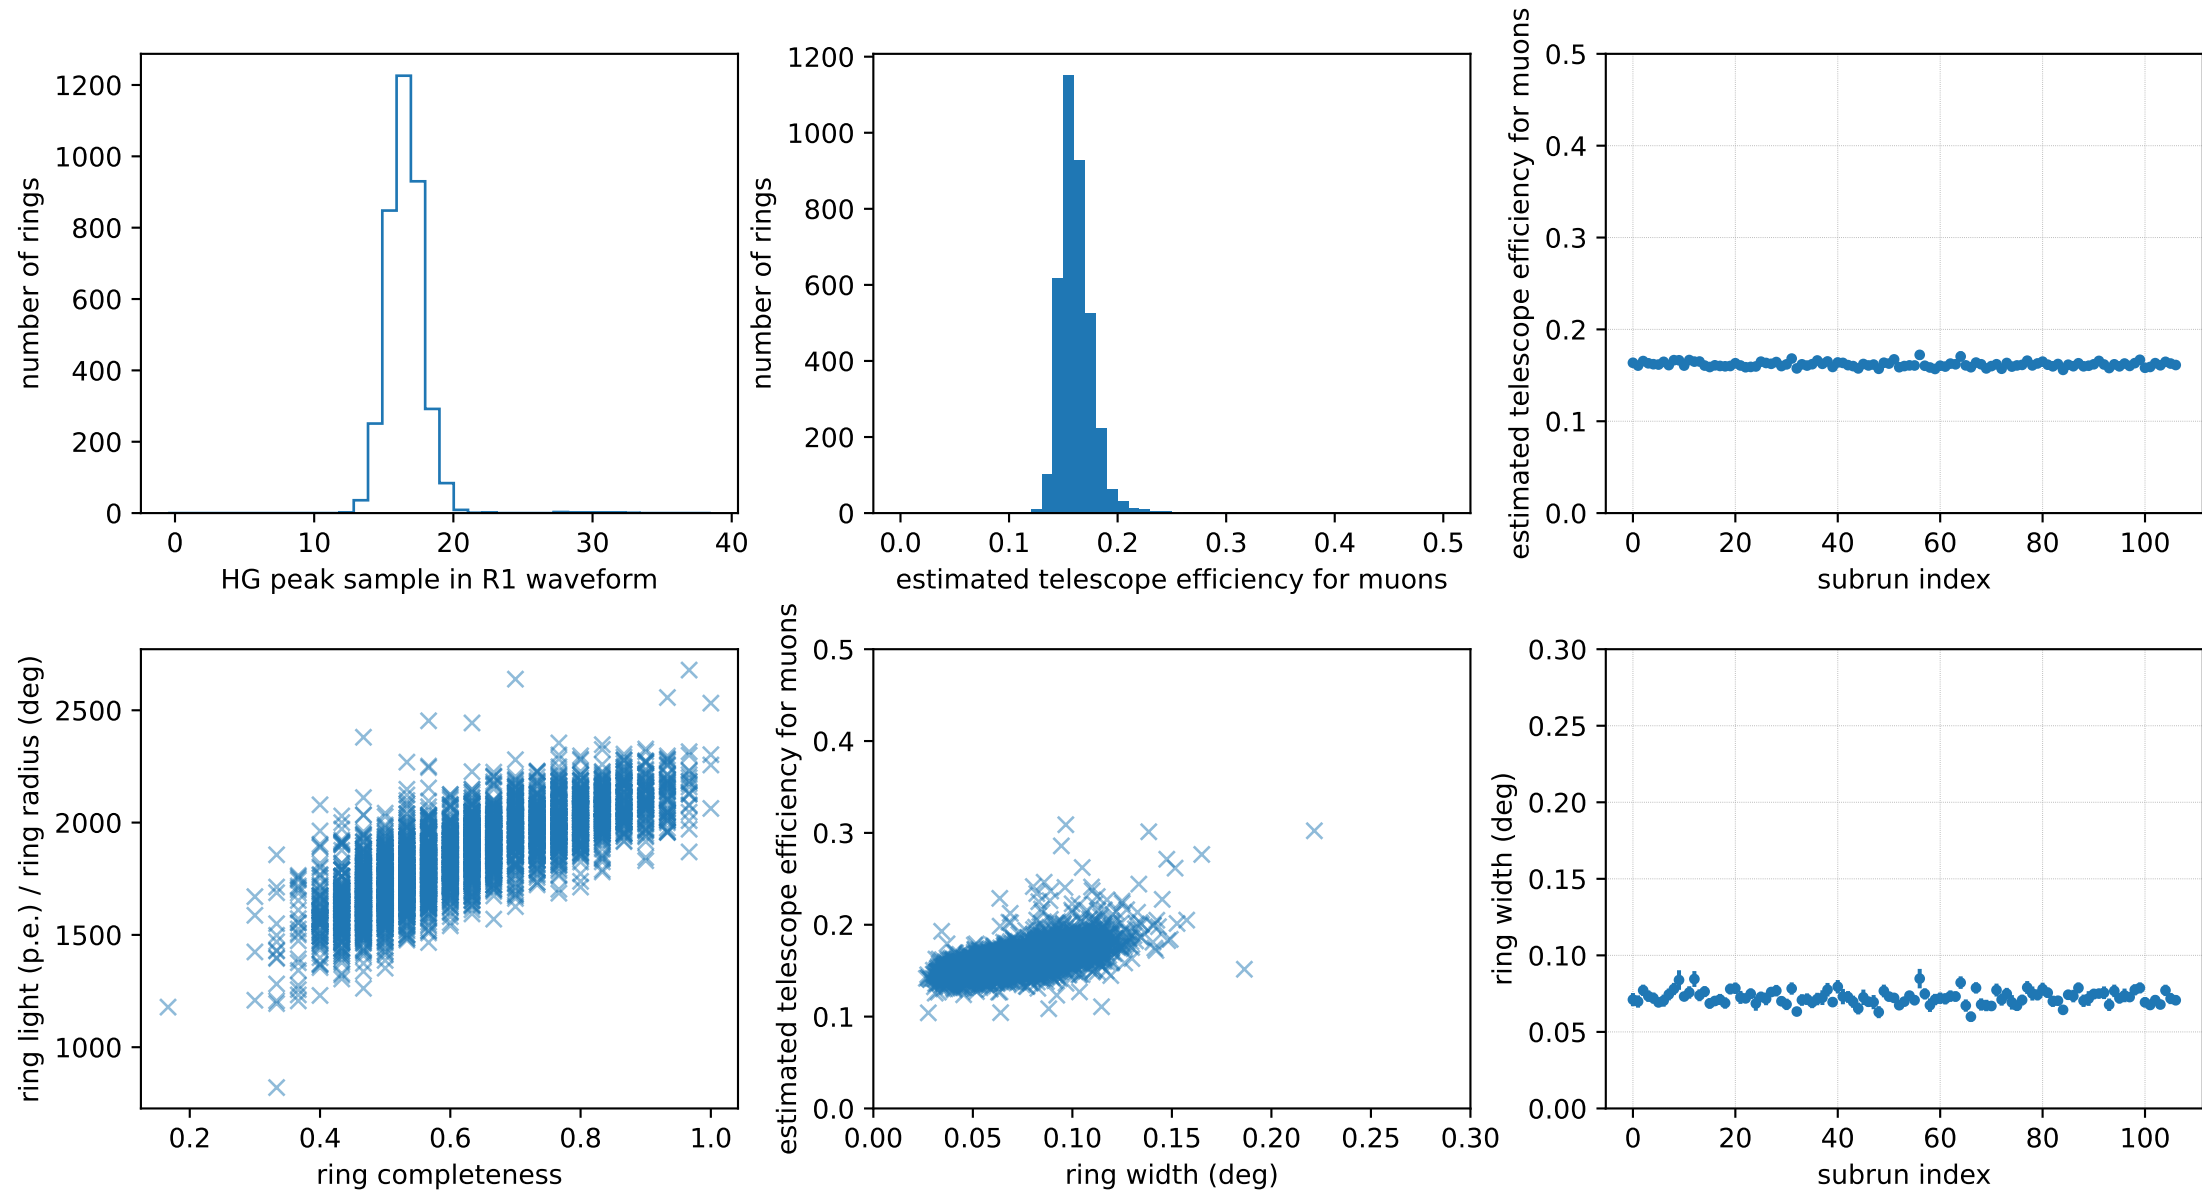 number of rings
1200
1000
800
600
400
200
0
0 10 20 30 40
HG peak sample in R1 waveform
number of rings
1200
1000
800
600
400
200
0
0.0 0.1 0.2 0.3 0.4 0.5
estimated telescope efficiency for muons
estimated telescope efficiency for muons
0.5
0.4
0.3
0.2
0.1
0.0
0 20 40 60 80 100
subrun index
ring light (p.e.) / ring radius (deg)
2500
2000
1500
1000
0.2 0.4 0.6 0.8 1.0
ring completeness
estimated telescope efficiency for muons
0.5
0.4
0.3
0.2
0.1
0.0
0.00 0.05 0.10 0.15 0.20 0.25 0.30
ring width (deg)
ring width (deg)
0.30
0.25
0.20
0.15
0.10
0.05
0.00
0 20 40 60 80 100
subrun index